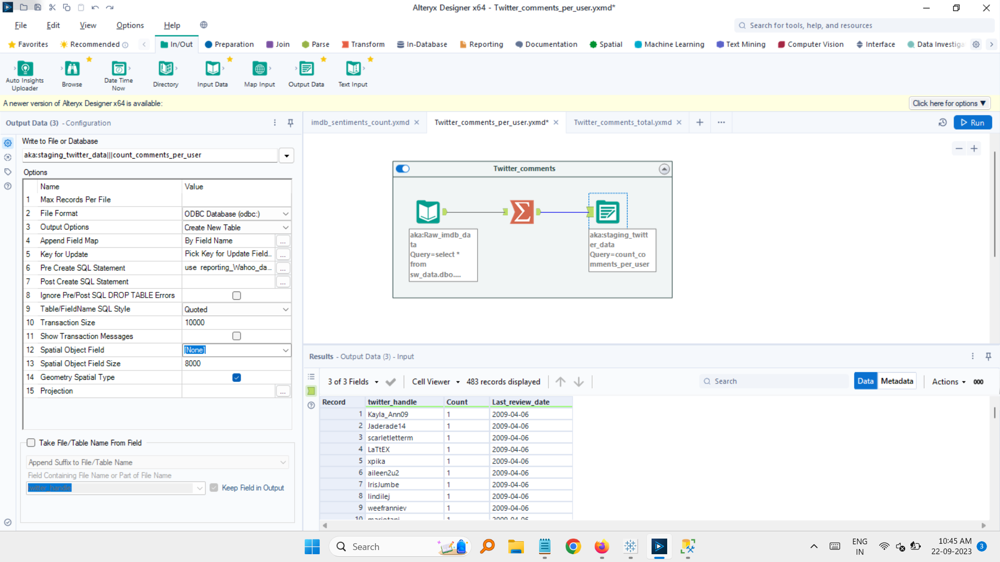 Alteryx Designer x64 - Twitter_comments_per_user.yxmd*
File Edit View Options Help
Search for tools, help, and resources
Favorites Recommended In/Out Preparation Join Parse Transform In-Database Reporting Documentation Spatial Machine Learning Text Mining Computer Vision Interface Data Investiga
Auto Insights Uploader
Browse
Date Time Now
Directory
Input Data
Map Input
Output Data
Text Input
A newer version of Alteryx Designer x64 is available:
Click here for options ▼
Output Data (3) - Configuration
imdb_sentiments_count.yxmd
Twitter_comments_per_user.yxmd*
Twitter_comments_total.yxmd
Run
Write to File or Database
aka:staging_twitter_data|||count_comments_per_user
Options
Name Value
1 Max Records Per File
2 File Format ODBC Database (odbc:)
3 Output Options Create New Table
4 Append Field Map By Field Name ...
5 Key for Update Pick Key for Update Field... ...
6 Pre Create SQL Statement use reporting_Wahoo_da... ...
7 Post Create SQL Statement ...
8 Ignore Pre/Post SQL DROP TABLE Errors
9 Table/FieldName SQL Style Quoted
10 Transaction Size 10000
11 Show Transaction Messages
12 Spatial Object Field [None]
13 Spatial Object Field Size 8000
14 Geometry Spatial Type
15 Projection ...
Take File/Table Name From Field
Append Suffix to File/Table Name
Field Containing File Name or Part of File Name
twitter_handle
Keep Field in Output
Twitter_comments
aka:Raw_imdb_da
ta
Query=select *
from
sw_data.dbo....
aka:staging_twitt
er_data
Query=count_co
mments_per_user
Results - Output Data (3) - Input
3 of 3 Fields Cell Viewer 483 records displayed Search Data Metadata Actions 000
Record twitter_handle Count Last_review_date
1 Kayla_Ann09 1 2009-04-06
2 Jaderade14 1 2009-04-06
3 scarletletterm 1 2009-04-06
4 LaTtEX 1 2009-04-06
5 xpika 1 2009-04-06
6 aileen2u2 1 2009-04-06
7 IrisJumbe 1 2009-04-06
8 lindilej 1 2009-04-06
9 weefranniev 1 2009-04-06
10 1 2009-04-06
Search
ENG
IN
10:45 AM
22-09-2023
3